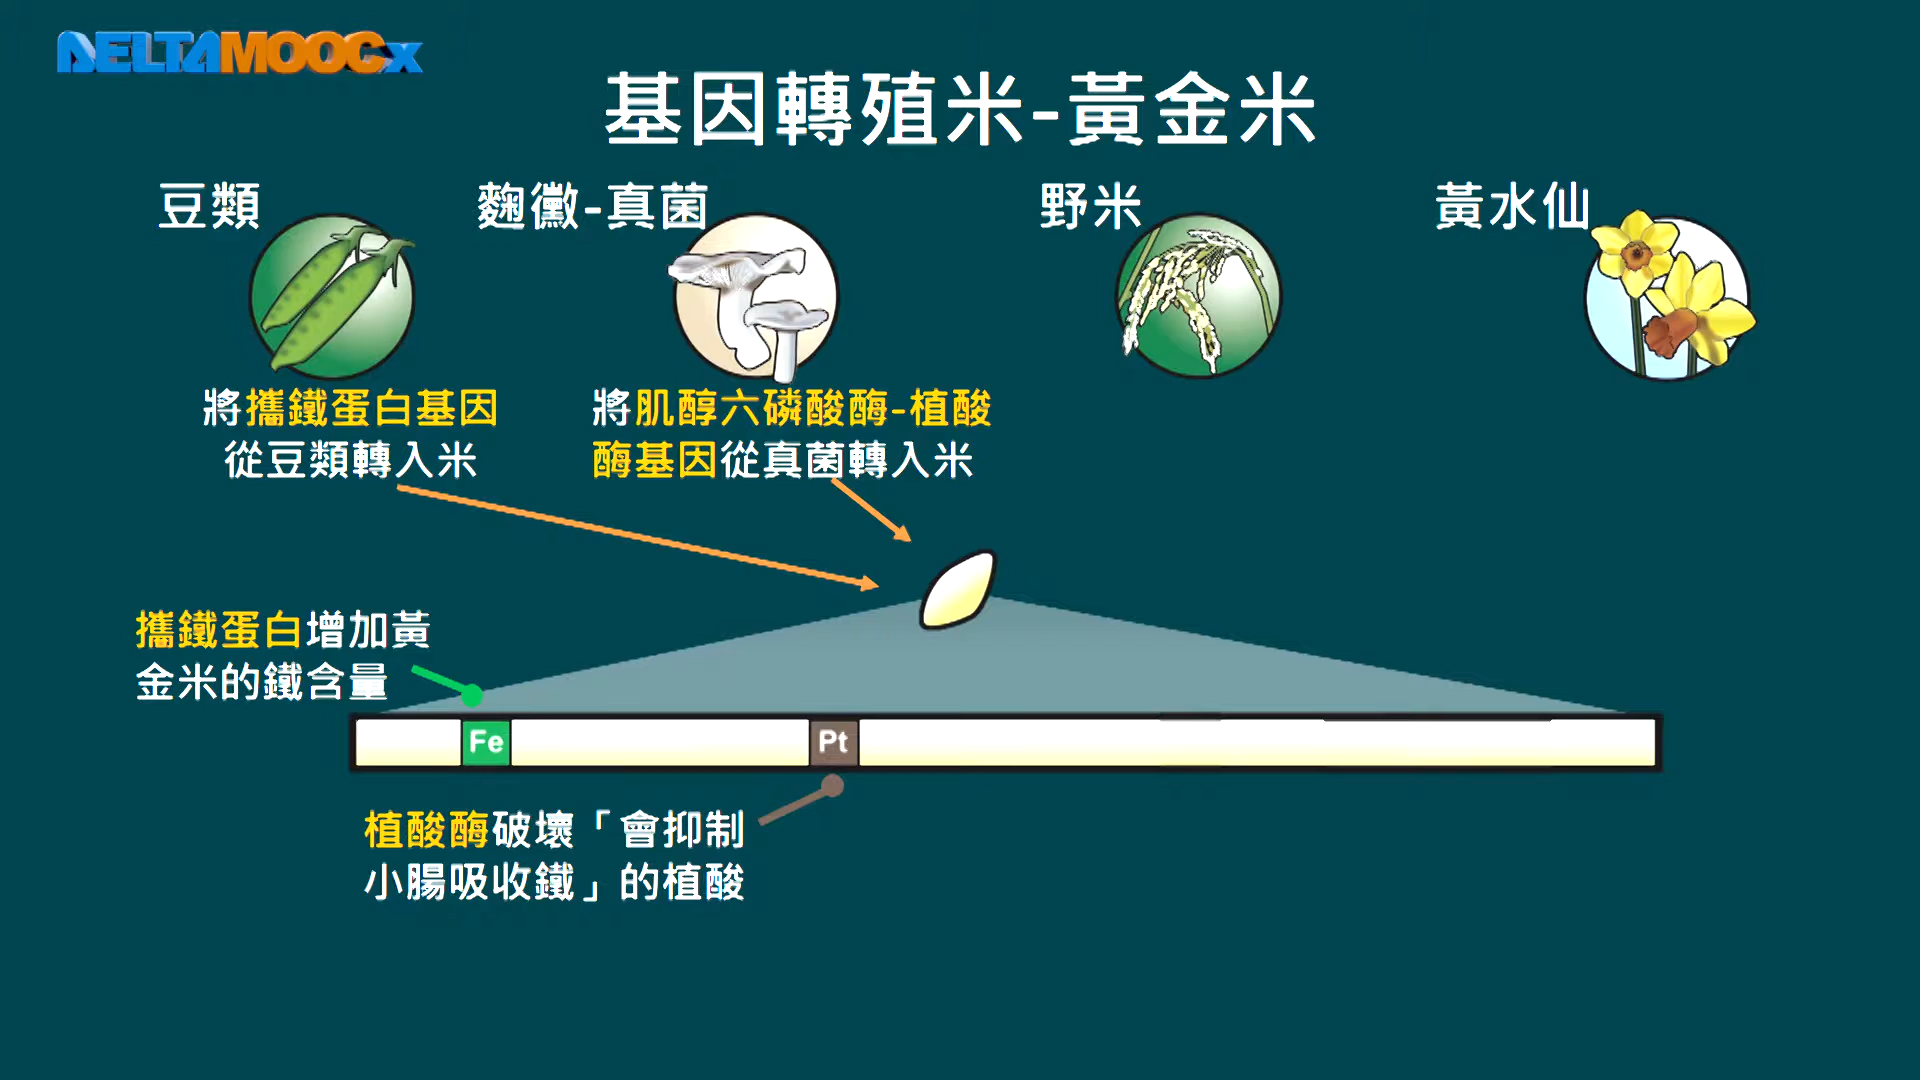 DELTAMOOCx
基因轉殖米-黃金米
豆類
麴黴-真菌
野米
黃水仙
將攜鐵蛋白基因
從豆類轉入米
將肌醇六磷酸酶-植酸
酶基因從真菌轉入米
攜鐵蛋白增加黃
金米的鐵含量
Fe
Pt
植酸酶破壞「會抑制
小腸吸收鐵」的植酸